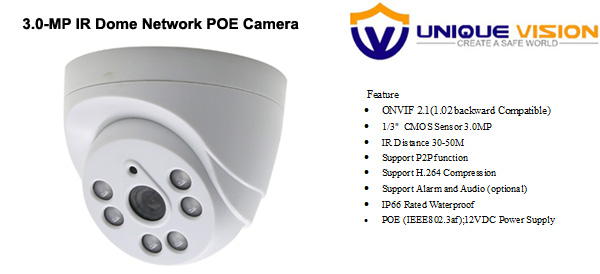 3.0-MP IR Dome Network POE Camera
UNIQUE VISION
CREATE A SAFE WORLD
Feature
• ONVIF 2.1(1.02 backward Compatible)
• 1/3" CMOS Sensor 3.0MP
• IR Distance 30-50M
• Support P2P function
• Support H.264 Compression
• Support Alarm and Audio (optional)
• IP66 Rated Waterproof
• POE (IEEE802.3af);12VDC Power Supply